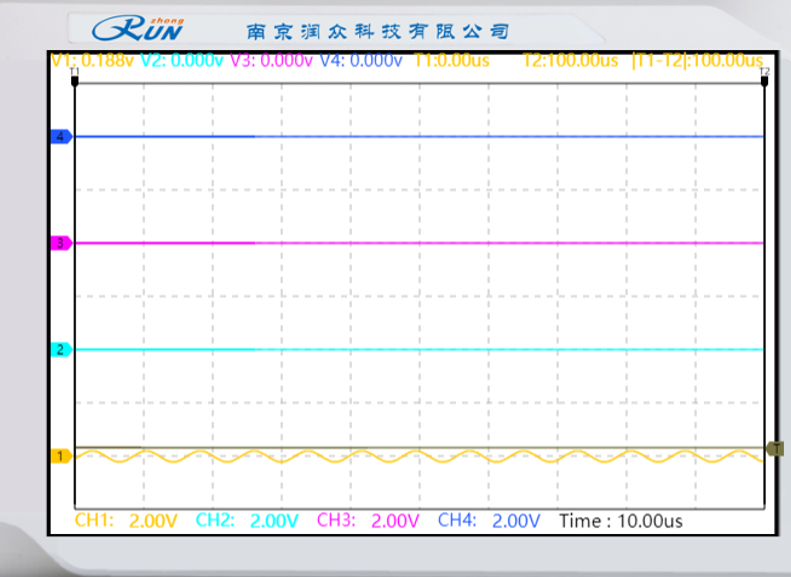 RUN zhong 南京润众科技有限公司
V1: 0.188v V2: 0.000v V3: 0.000v V4: 0.000v T1:0.00us T2:100.00us |T1-T2|:100.00us
T1 T2
4
3
2
1 T
CH1: 2.00V CH2: 2.00V CH3: 2.00V CH4: 2.00V Time : 10.00us